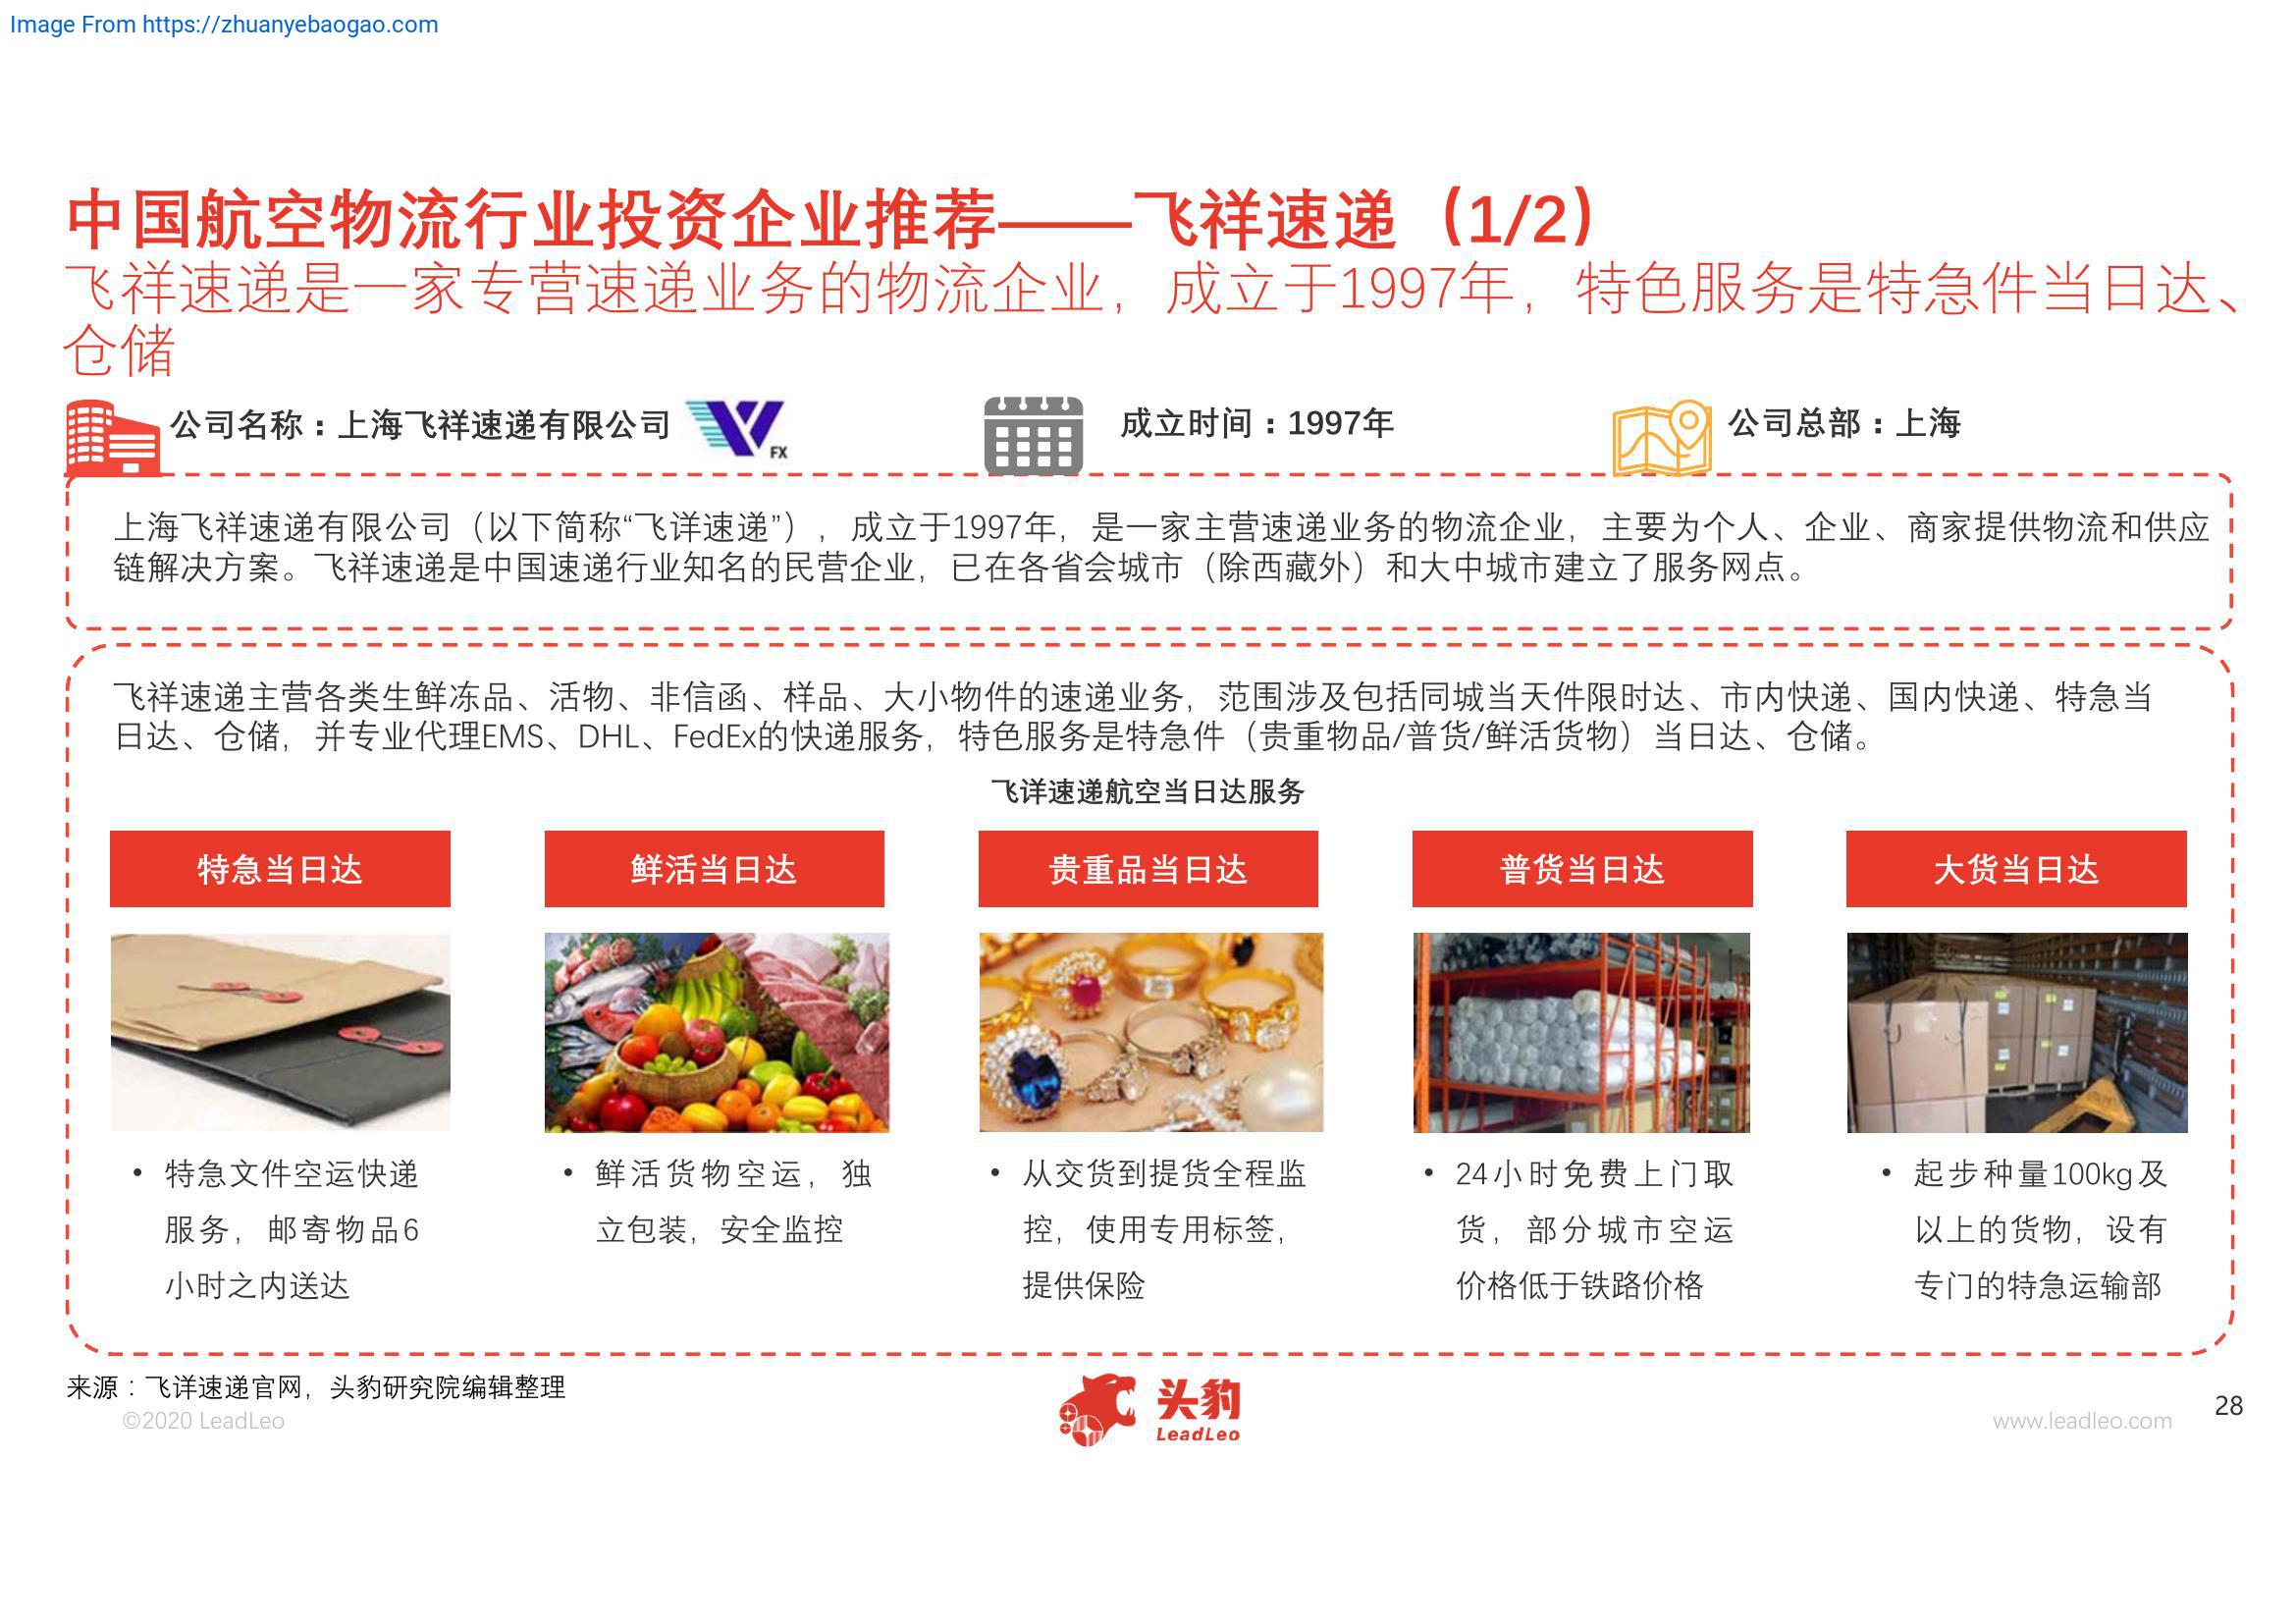 Image From https://zhuanyebaogao.com
中国航空物流行业投资企业推荐——飞祥速递（1/2）
飞祥速递是一家专营速递业务的物流企业，成立于1997年，特色服务是特急件当日达、
仓储
公司名称：上海飞祥速递有限公司
FX
成立时间：1997年
公司总部：上海
上海飞祥速递有限公司（以下简称“飞详速递”），成立于1997年，是一家主营速递业务的物流企业，主要为个人、企业、商家提供物流和供应
链解决方案。飞祥速递是中国速递行业知名的民营企业，已在各省会城市（除西藏外）和大中城市建立了服务网点。
飞祥速递主营各类生鲜冻品、活物、非信函、样品、大小物件的速递业务，范围涉及包括同城当天件限时达、市内快递、国内快递、特急当
日达、仓储，并专业代理EMS、DHL、FedEx的快递服务，特色服务是特急件（贵重物品/普货/鲜活货物）当日达、仓储。
飞详速递航空当日达服务
特急当日达
鲜活当日达
贵重品当日达
普货当日达
大货当日达
• 特急文件空运快递
服务，邮寄物品6
小时之内送达
• 鲜活货物空运，独
立包装，安全监控
• 从交货到提货全程监
控，使用专用标签，
提供保险
• 24小时免费上门取
货，部分城市空运
价格低于铁路价格
• 起步种量100kg及
以上的货物，设有
专门的特急运输部
来源：飞详速递官网，头豹研究院编辑整理
©2020 LeadLeo
头豹
LeadLeo
www.leadleo.com
28